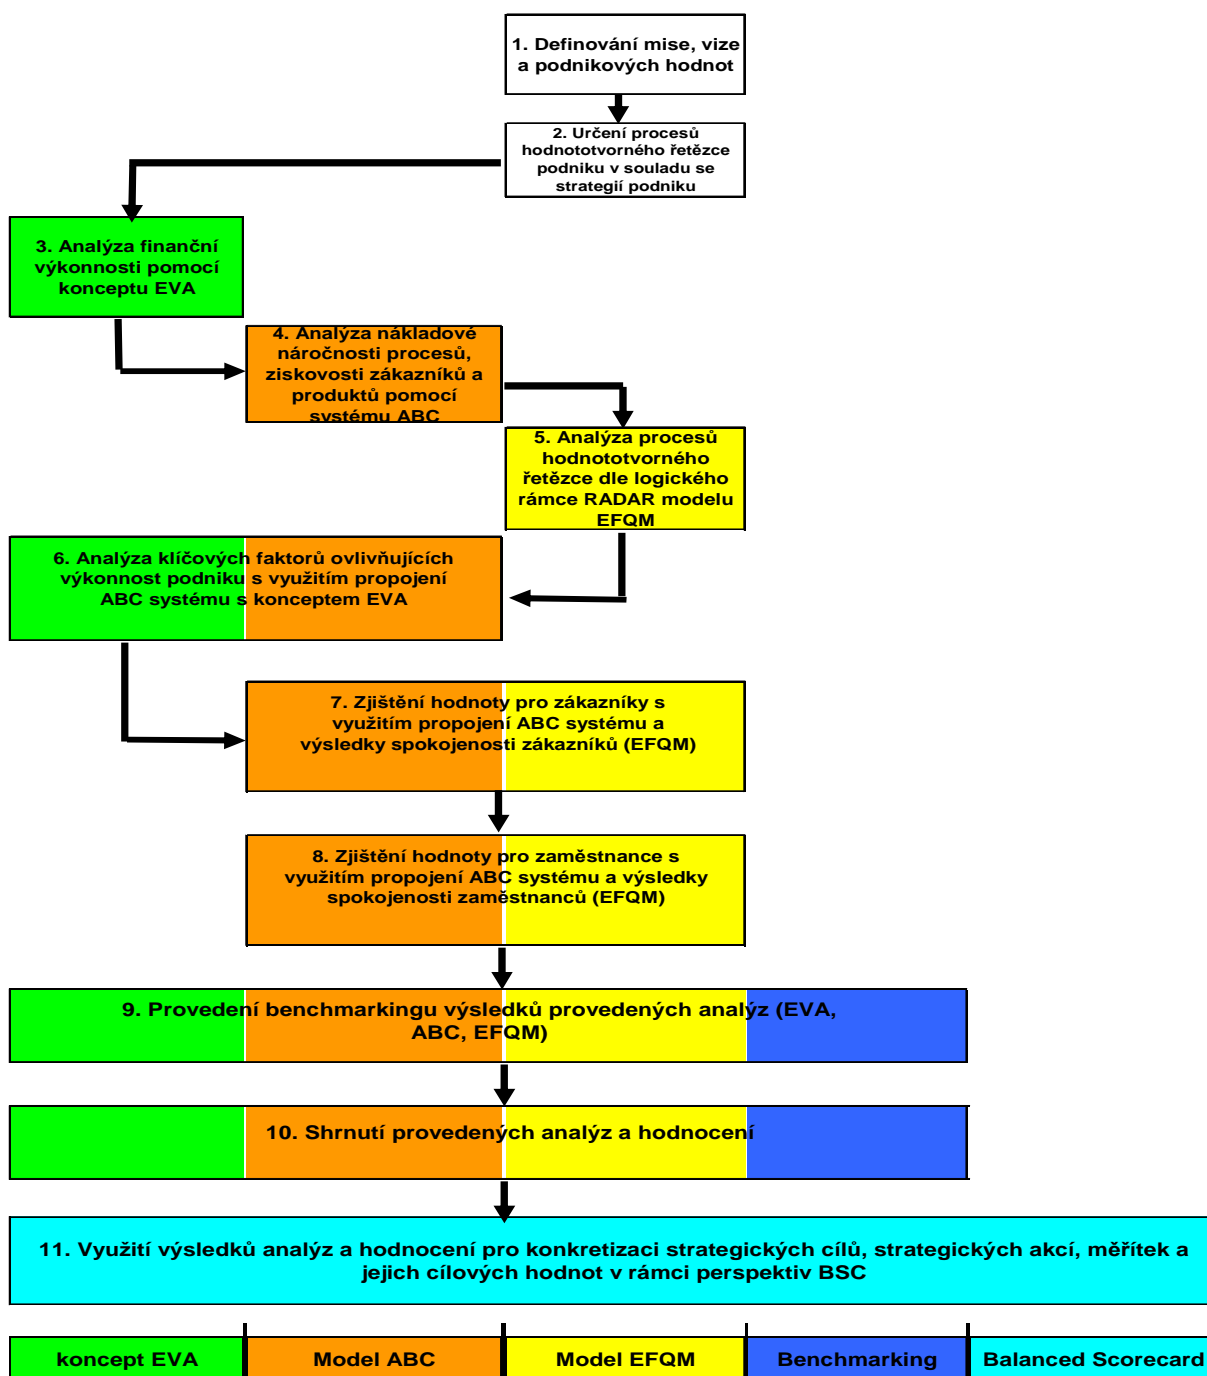 1. Definování mise, vize
a podnikových hodnot
2. Určení procesů
hodnototvorného řetězce
podniku v souladu se
strategií podniku
3. Analýza finanční
výkonnosti pomocí
konceptu EVA
4. Analýza nákladové
náročnosti procesů,
ziskovosti zákazníků a
produktů pomocí
systému ABC
5. Analýza procesů
hodnototvorného
řetězce dle logického
rámce RADAR modelu
EFQM
6. Analýza klíčových faktorů ovlivňujících
výkonnost podniku s využitím propojení
ABC systému s konceptem EVA
7. Zjištění hodnoty pro zákazníky s
využitím propojení ABC systému a
výsledky spokojenosti zákazníků (EFQM)
8. Zjištění hodnoty pro zaměstnance s
využitím propojení ABC systému a výsledky
spokojenosti zaměstnanců (EFQM)
9. Provedení benchmarkingu výsledků provedených analýz (EVA,
ABC, EFQM)
10. Shrnutí provedených analýz a hodnocení
11. Využití výsledků analýz a hodnocení pro konkretizaci strategických cílů, strategických akcí, měřítek a
jejich cílových hodnot v rámci perspektiv BSC
koncept EVA
Model ABC
Model EFQM
Benchmarking
Balanced Scorecard